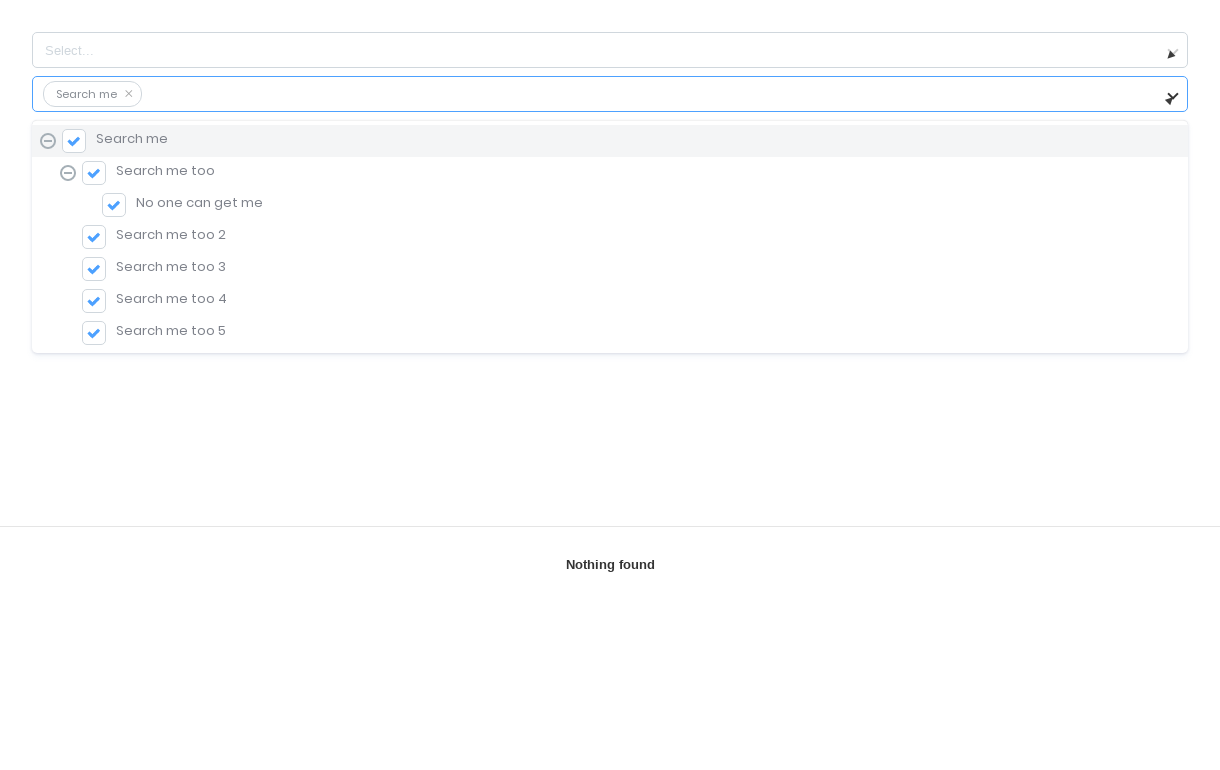 Select...
Search me ×
Search me
Search me too
No one can get me
Search me too 2
Search me too 3
Search me too 4
Search me too 5
Nothing found